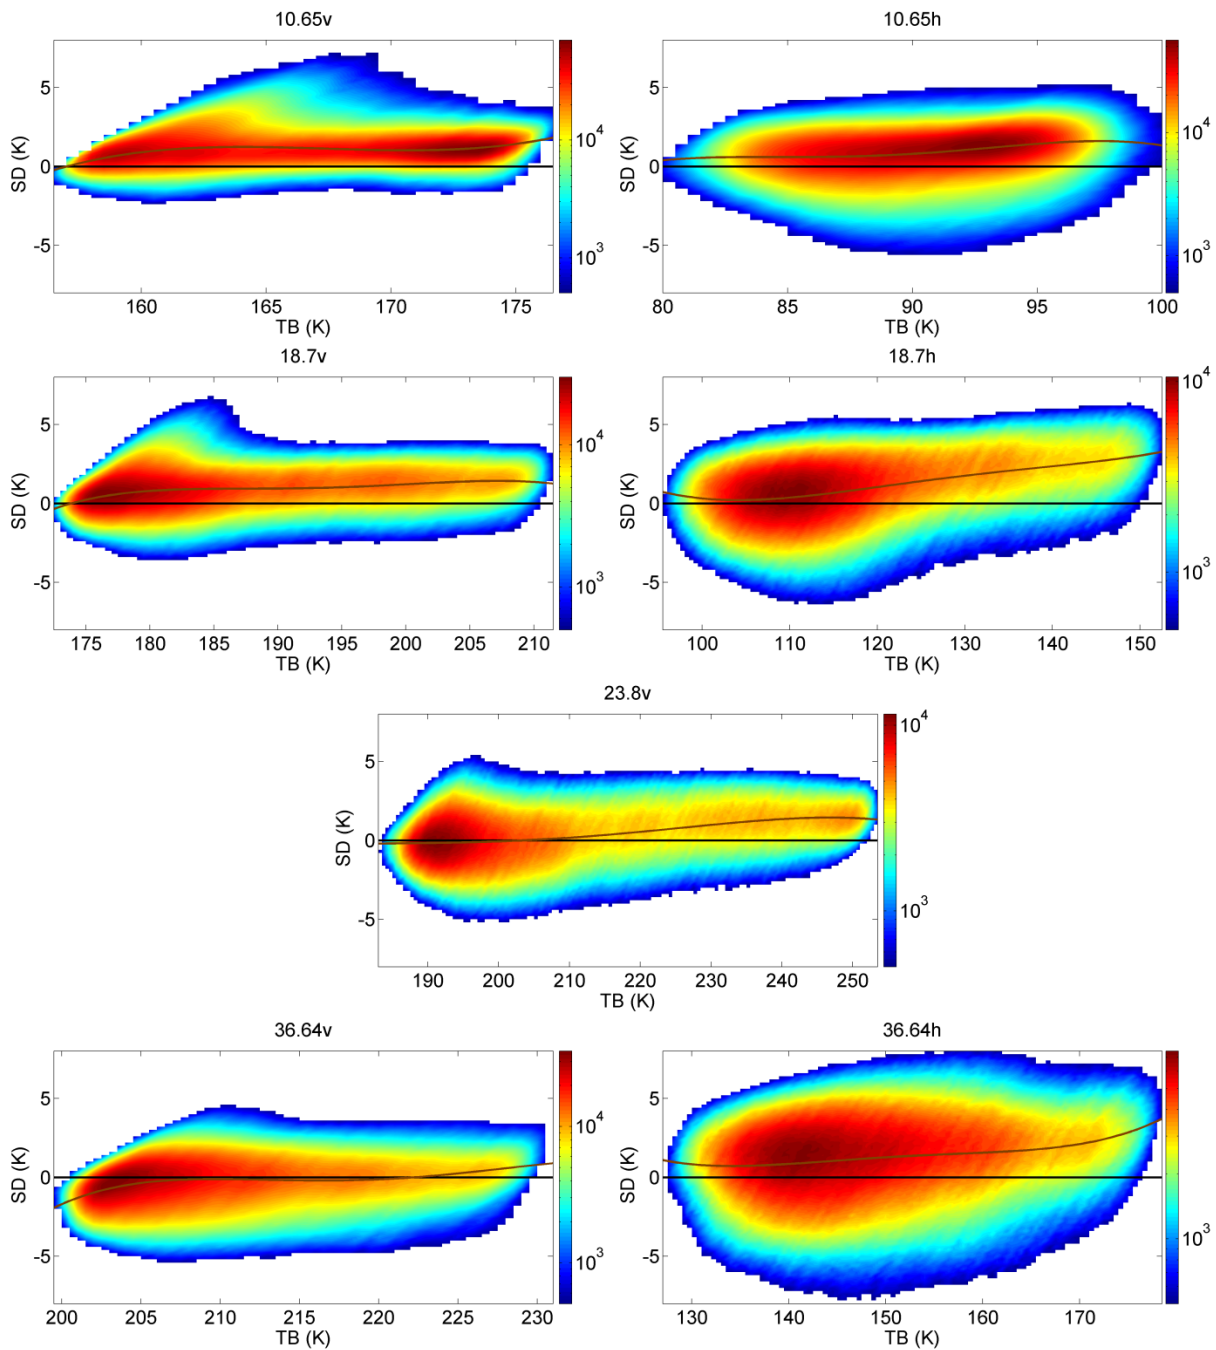 10.65v
5
0
-5
SD (K)
160 165 170 175
TB (K)
10^4
10^3
10.65h
5
0
-5
SD (K)
80 85 90 95 100
TB (K)
10^4
10^3
18.7v
5
0
-5
SD (K)
175 180 185 190 195 200 205 210
TB (K)
10^4
10^3
18.7h
5
0
-5
SD (K)
100 110 120 130 140 150
TB (K)
10^4
10^3
23.8v
5
0
-5
SD (K)
190 200 210 220 230 240 250
TB (K)
10^4
10^3
36.64v
5
0
-5
SD (K)
200 205 210 215 220 225 230
TB (K)
10^4
10^3
36.64h
5
0
-5
SD (K)
130 140 150 160 170
TB (K)
10^3